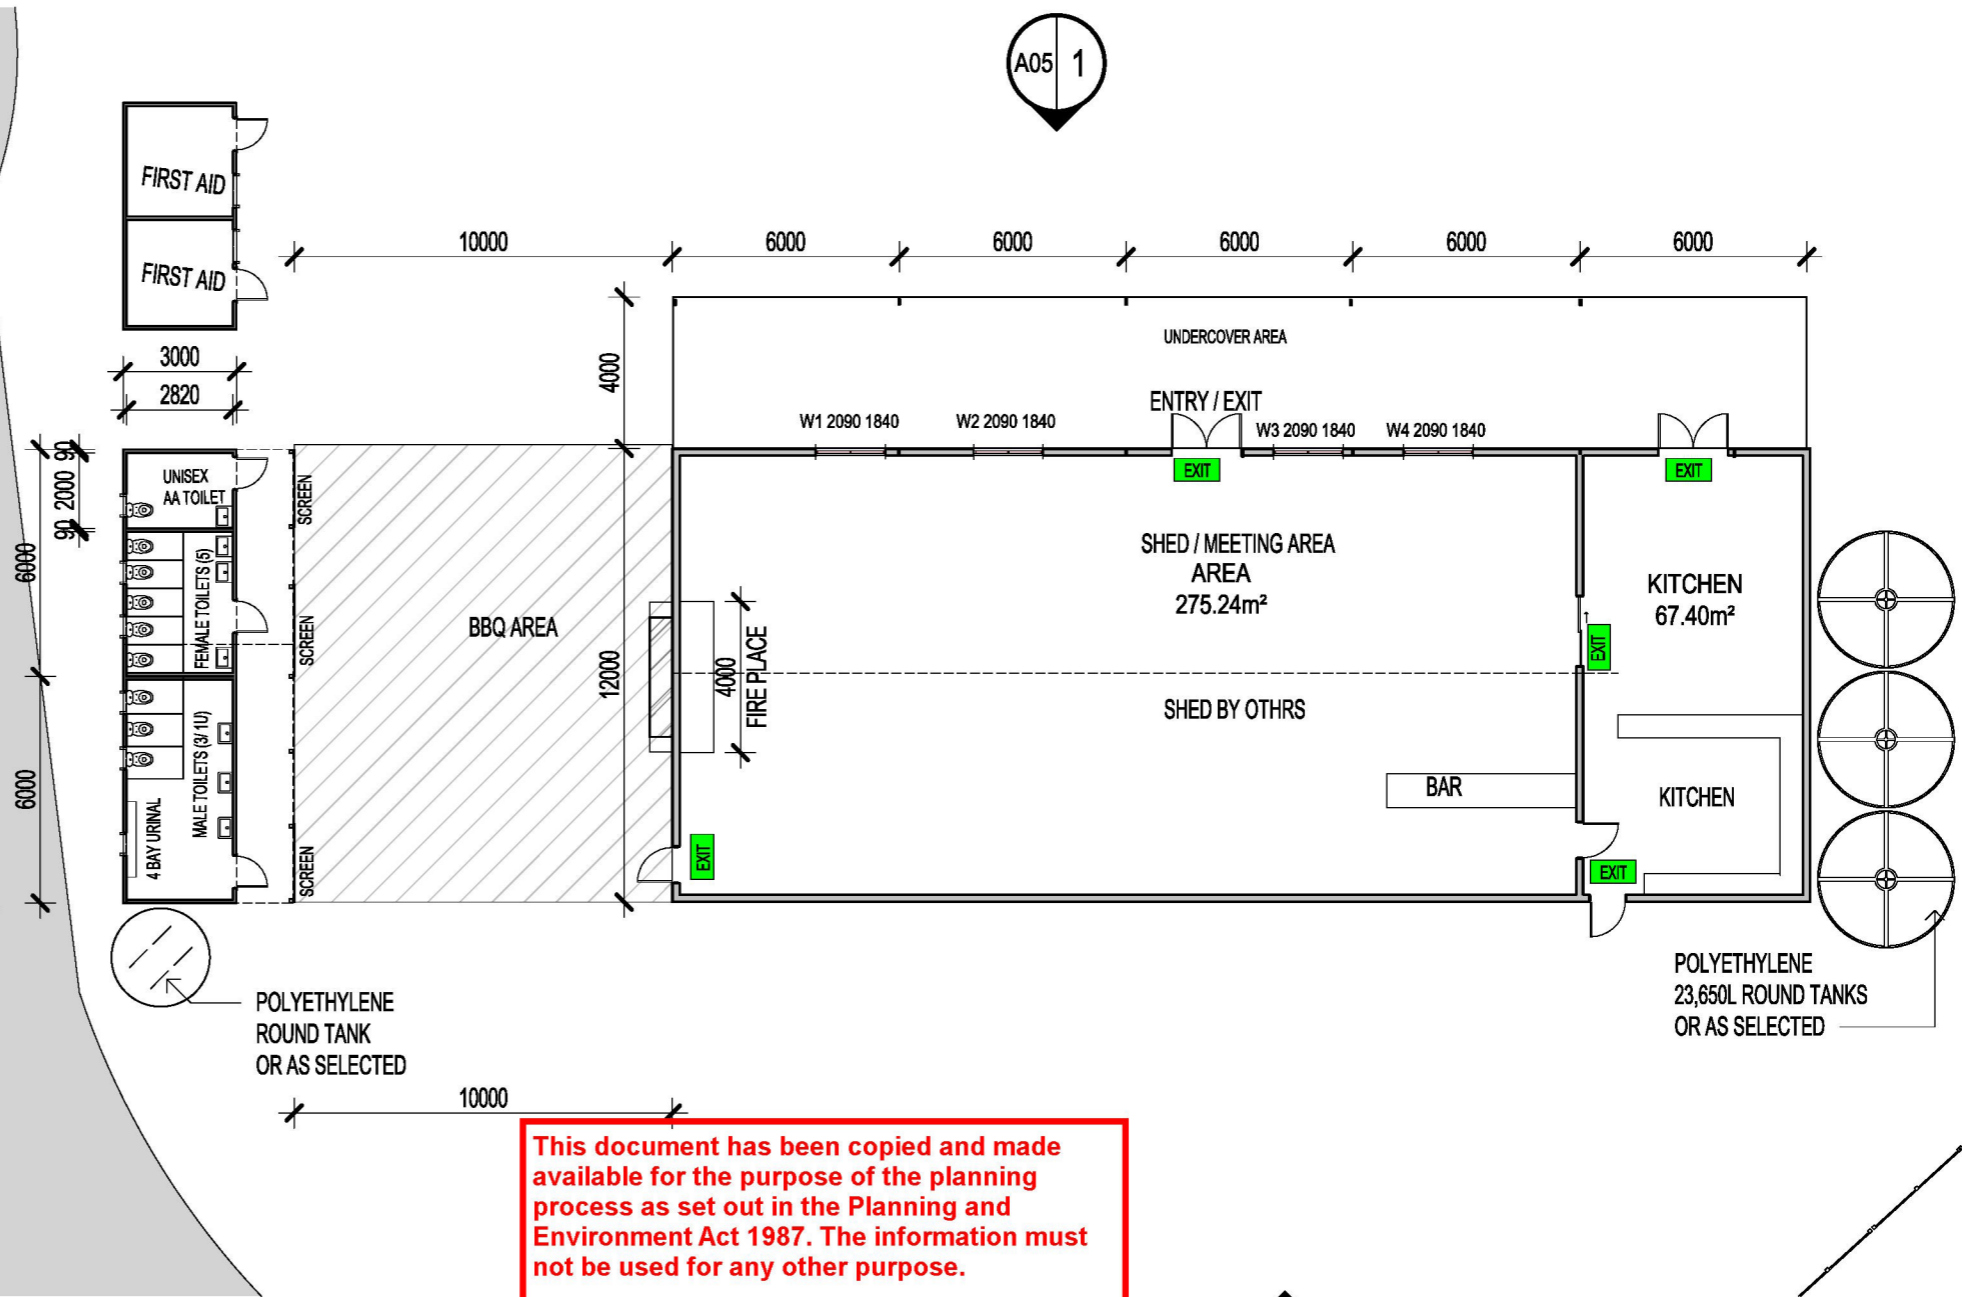 A05 1
FIRST AID
FIRST AID
10000
6000
6000
6000
6000
6000
3000
2820
4000
UNDERCOVER AREA
ENTRY / EXIT
W1 2090 1840
W2 2090 1840
W3 2090 1840
W4 2090 1840
EXIT
EXIT
90
2000
90
6000
6000
UNISEX
AA TOILET
FEMALE TOILETS (5)
MALE TOILETS (3/ 1U)
4 BAY URINAL
SCREEN
SCREEN
SCREEN
BBQ AREA
12000
4000
FIRE PLACE
SHED / MEETING AREA
AREA
275.24m²
SHED BY OTHRS
KITCHEN
67.40m²
EXIT
BAR
KITCHEN
EXIT
EXIT
POLYETHYLENE
ROUND TANK
OR AS SELECTED
POLYETHYLENE
23,650L ROUND TANKS
OR AS SELECTED
10000
This document has been copied and made
available for the purpose of the planning
process as set out in the Planning and
Environment Act 1987. The information must
not be used for any other purpose.